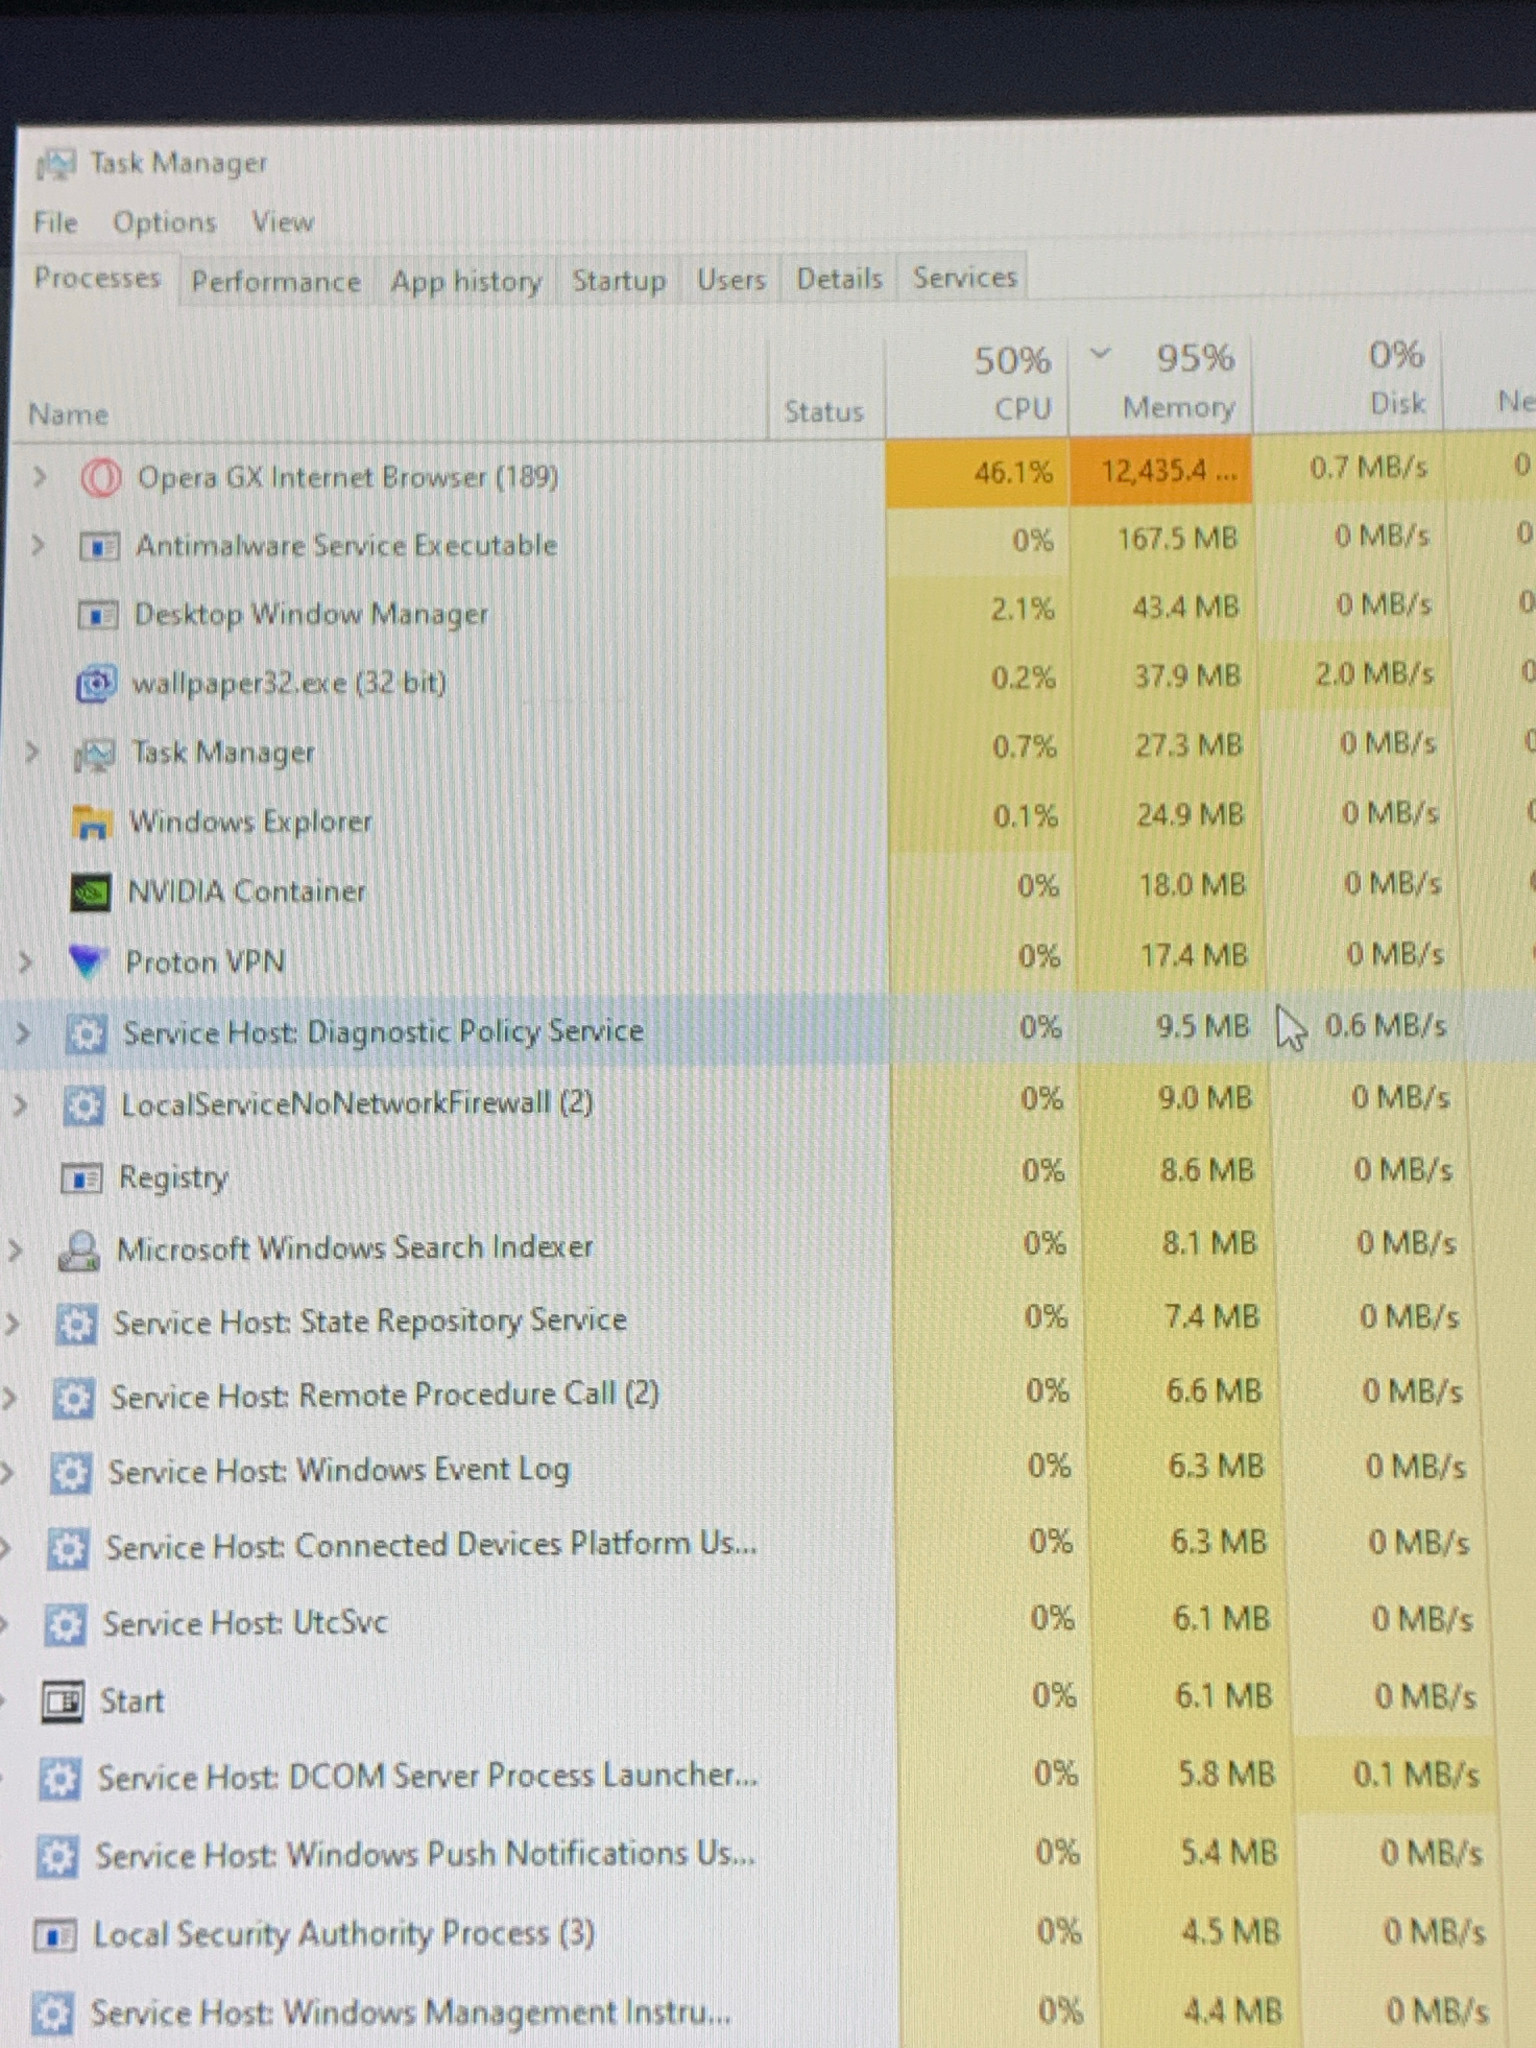 Task Manager
File Options View
Processes Performance App history Startup Users Details Services
50% 95% 0%
Name Status CPU Memory Disk Ne
Opera GX Internet Browser (189) 46.1% 12,435.4 ... 0.7 MB/s 0
Antimalware Service Executable 0% 167.5 MB 0 MB/s 0
Desktop Window Manager 2.1% 43.4 MB 0 MB/s 0
wallpaper32.exe (32 bit) 0.2% 37.9 MB 2.0 MB/s 0
Task Manager 0.7% 27.3 MB 0 MB/s 0
Windows Explorer 0.1% 24.9 MB 0 MB/s
NVIDIA Container 0% 18.0 MB 0 MB/s
Proton VPN 0% 17.4 MB 0 MB/s
Service Host: Diagnostic Policy Service 0% 9.5 MB 0.6 MB/s
LocalServiceNoNetworkFirewall (2) 0% 9.0 MB 0 MB/s
Registry 0% 8.6 MB 0 MB/s
Microsoft Windows Search Indexer 0% 8.1 MB 0 MB/s
Service Host: State Repository Service 0% 7.4 MB 0 MB/s
Service Host: Remote Procedure Call (2) 0% 6.6 MB 0 MB/s
Service Host: Windows Event Log 0% 6.3 MB 0 MB/s
Service Host: Connected Devices Platform Us... 0% 6.3 MB 0 MB/s
Service Host: UtcSvc 0% 6.1 MB 0 MB/s
Start 0% 6.1 MB 0 MB/s
Service Host: DCOM Server Process Launcher... 0% 5.8 MB 0.1 MB/s
Service Host: Windows Push Notifications Us... 0% 5.4 MB 0 MB/s
Local Security Authority Process (3) 0% 4.5 MB 0 MB/s
Service Host: Windows Management Instru... 0% 4.4 MB 0 MB/s